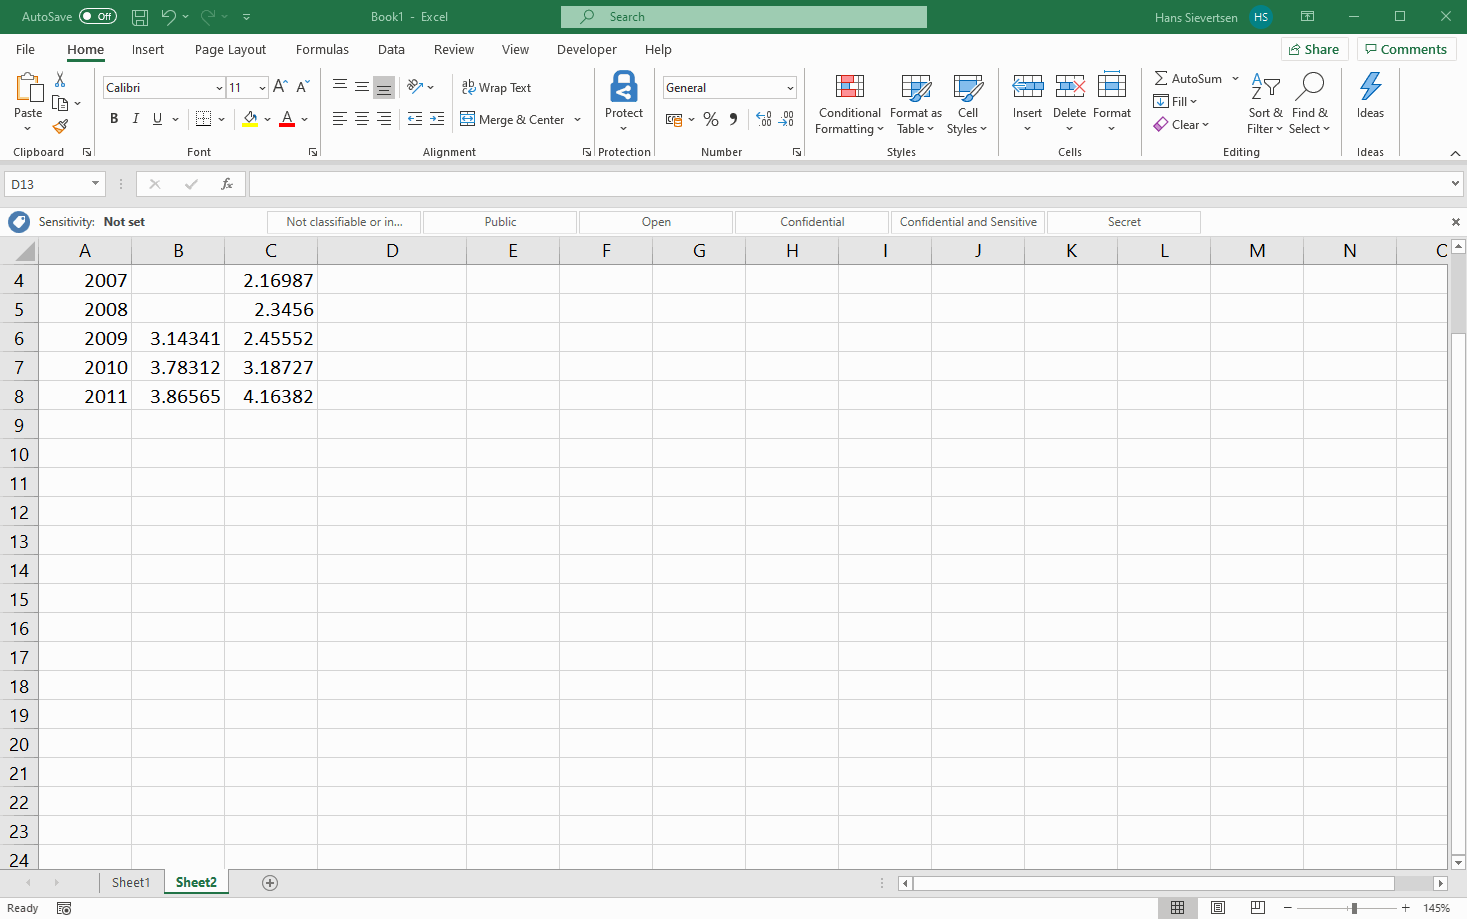 AutoSave Off Book1 - Excel Search Hans Sievertsen HS
File Home Insert Page Layout Formulas Data Review View Developer Help Share Comments
Paste
Calibri 11 A A
B I U A
ab Wrap Text
Merge & Center
Protect
General
% 9
Conditional Formatting
Format as Table
Cell Styles
Insert Delete Format
AutoSum
Fill
Clear
Sort & Filter
Find & Select
Ideas
Clipboard Font Alignment Protection Number Styles Cells Editing Ideas
D13 fx
Sensitivity: Not set Not classifiable or in... Public Open Confidential Confidential and Sensitive Secret
A B C D E F G H I J K L M N
4 2007 2.16987
5 2008 2.3456
6 2009 3.14341 2.45552
7 2010 3.78312 3.18727
8 2011 3.86565 4.16382
9
10
11
12
13
14
15
16
17
18
19
20
21
22
23
24
Sheet1 Sheet2
Ready 145%